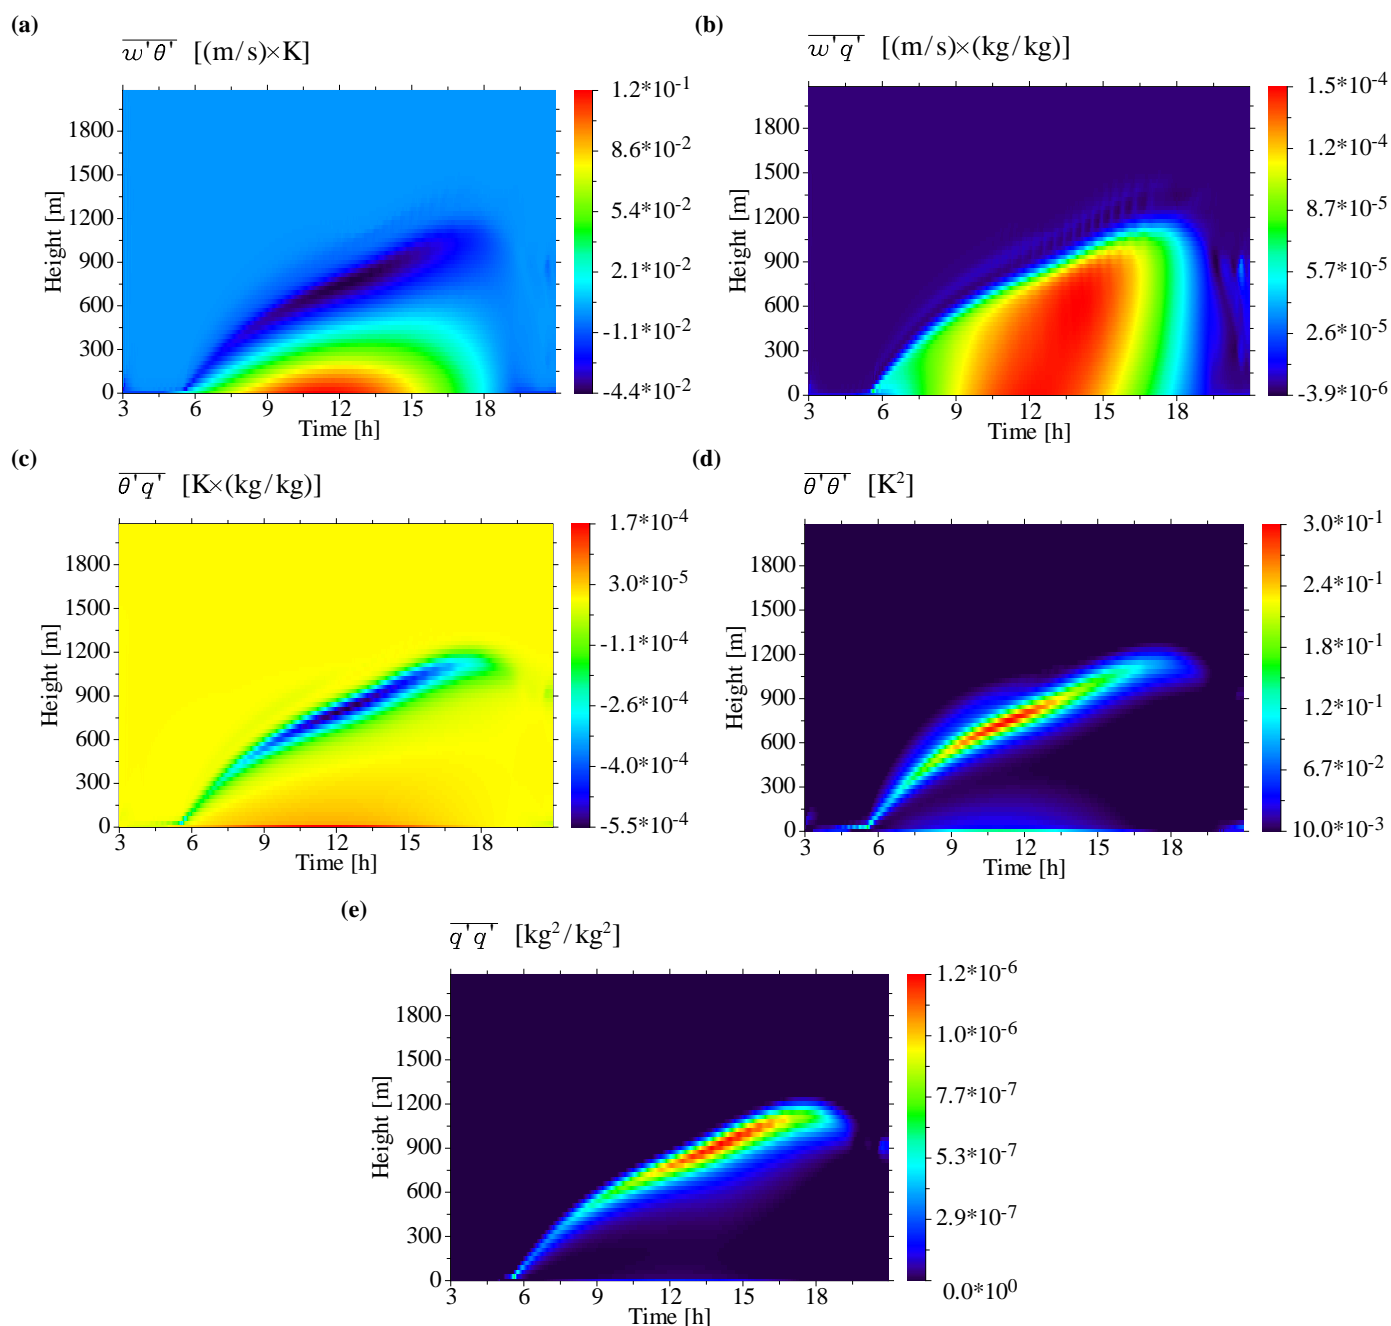 (a)
w'θ' [(m/s)×K]
1.2*10-1
8.6*10-2
5.4*10-2
2.1*10-2
-1.1*10-2
-4.4*10-2
1800
1500
1200
900
600
300
0
Height [m]
3 6 9 12 15 18
Time [h]
(b)
w'q' [(m/s)×(kg/kg)]
1.5*10-4
1.2*10-4
8.7*10-5
5.7*10-5
2.6*10-5
-3.9*10-6
1800
1500
1200
900
600
300
0
Height [m]
3 6 9 12 15 18
Time [h]
(c)
θ'q' [K×(kg/kg)]
1.7*10-4
3.0*10-5
-1.1*10-4
-2.6*10-4
-4.0*10-4
-5.5*10-4
1800
1500
1200
900
600
300
0
Height [m]
3 6 9 12 15 18
Time [h]
(d)
θ'θ' [K2]
3.0*10-1
2.4*10-1
1.8*10-1
1.2*10-1
6.7*10-2
10.0*10-3
1800
1500
1200
900
600
300
0
Height [m]
3 6 9 12 15 18
Time [h]
(e)
q'q' [kg2/kg2]
1.2*10-6
1.0*10-6
7.7*10-7
5.3*10-7
2.9*10-7
0.0*100
1800
1500
1200
900
600
300
0
Height [m]
3 6 9 12 15 18
Time [h]